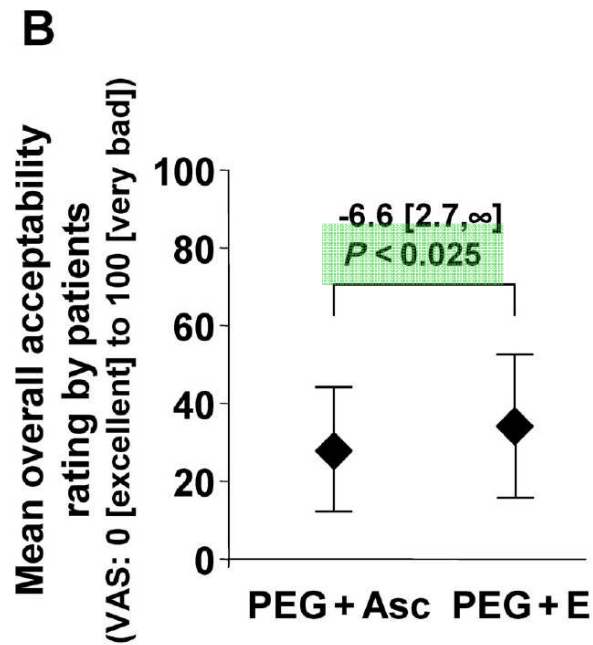 B
Mean overall acceptability
rating by patients
(VAS: 0 [excellent] to 100 [very bad])
100
80
60
40
20
0
-6.6 [2.7,∞]
P < 0.025
PEG + Asc
PEG + E